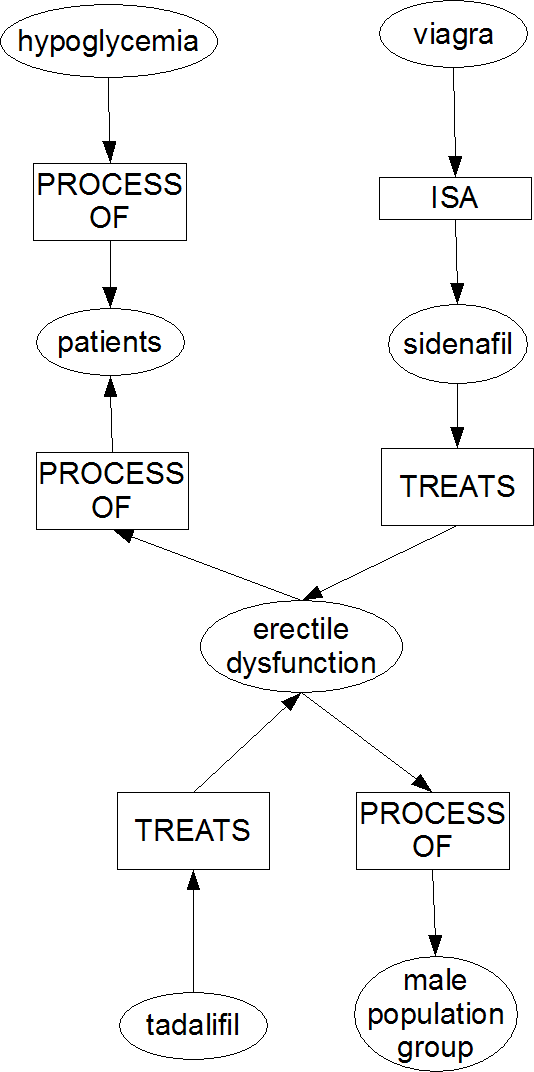 hypoglycemia
viagra
PROCESS
OF
ISA
patients
sidenafil
PROCESS
OF
TREATS
erectile
dysfunction
TREATS
PROCESS
OF
tadalifil
male
population
group